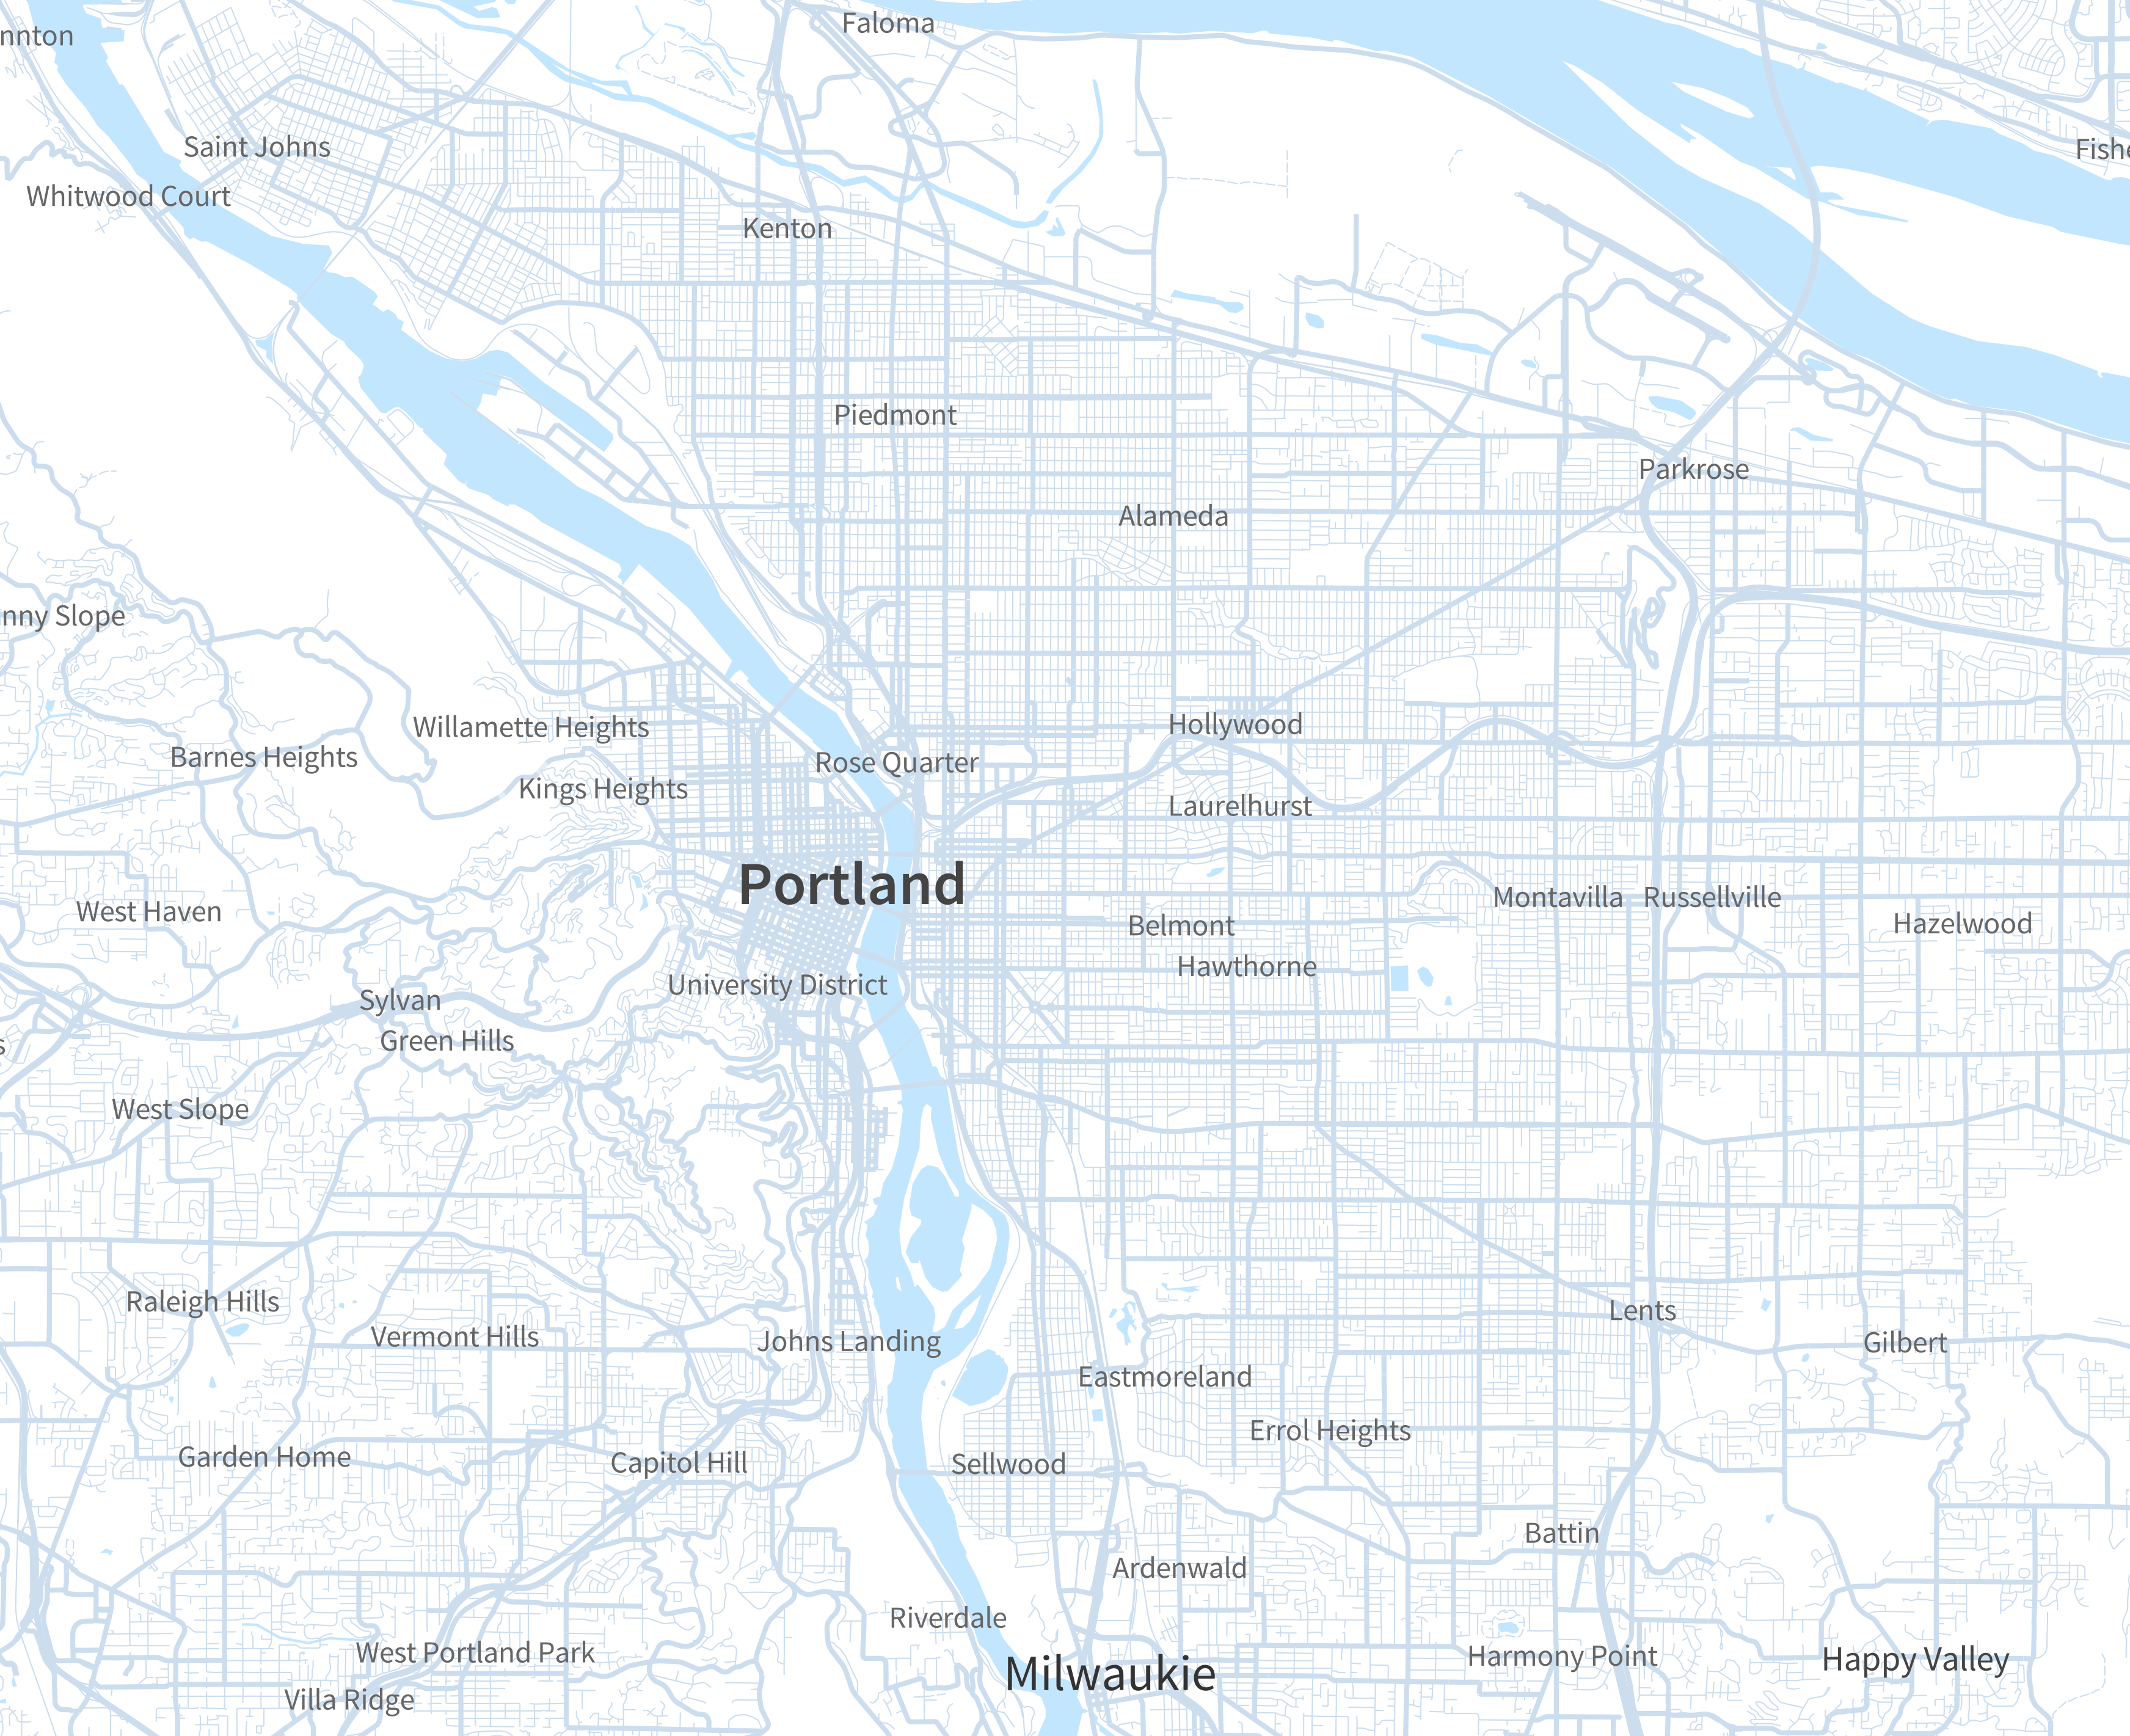 Faloma
nnton
Saint Johns
Fishe
Whitwood Court
Kenton
Piedmont
Parkrose
Alameda
nny Slope
Hollywood
Willamette Heights
Barnes Heights
Rose Quarter
Kings Heights
Laurelhurst
Portland
Montavilla
Russellville
West Haven
Belmont
Hazelwood
Hawthorne
University District
Sylvan
Green Hills
s
West Slope
Raleigh Hills
Lents
Vermont Hills
Johns Landing
Gilbert
Eastmoreland
Errol Heights
Garden Home
Capitol Hill
Sellwood
Battin
Ardenwald
Riverdale
West Portland Park
Harmony Point
Happy Valley
Milwaukie
Villa Ridge